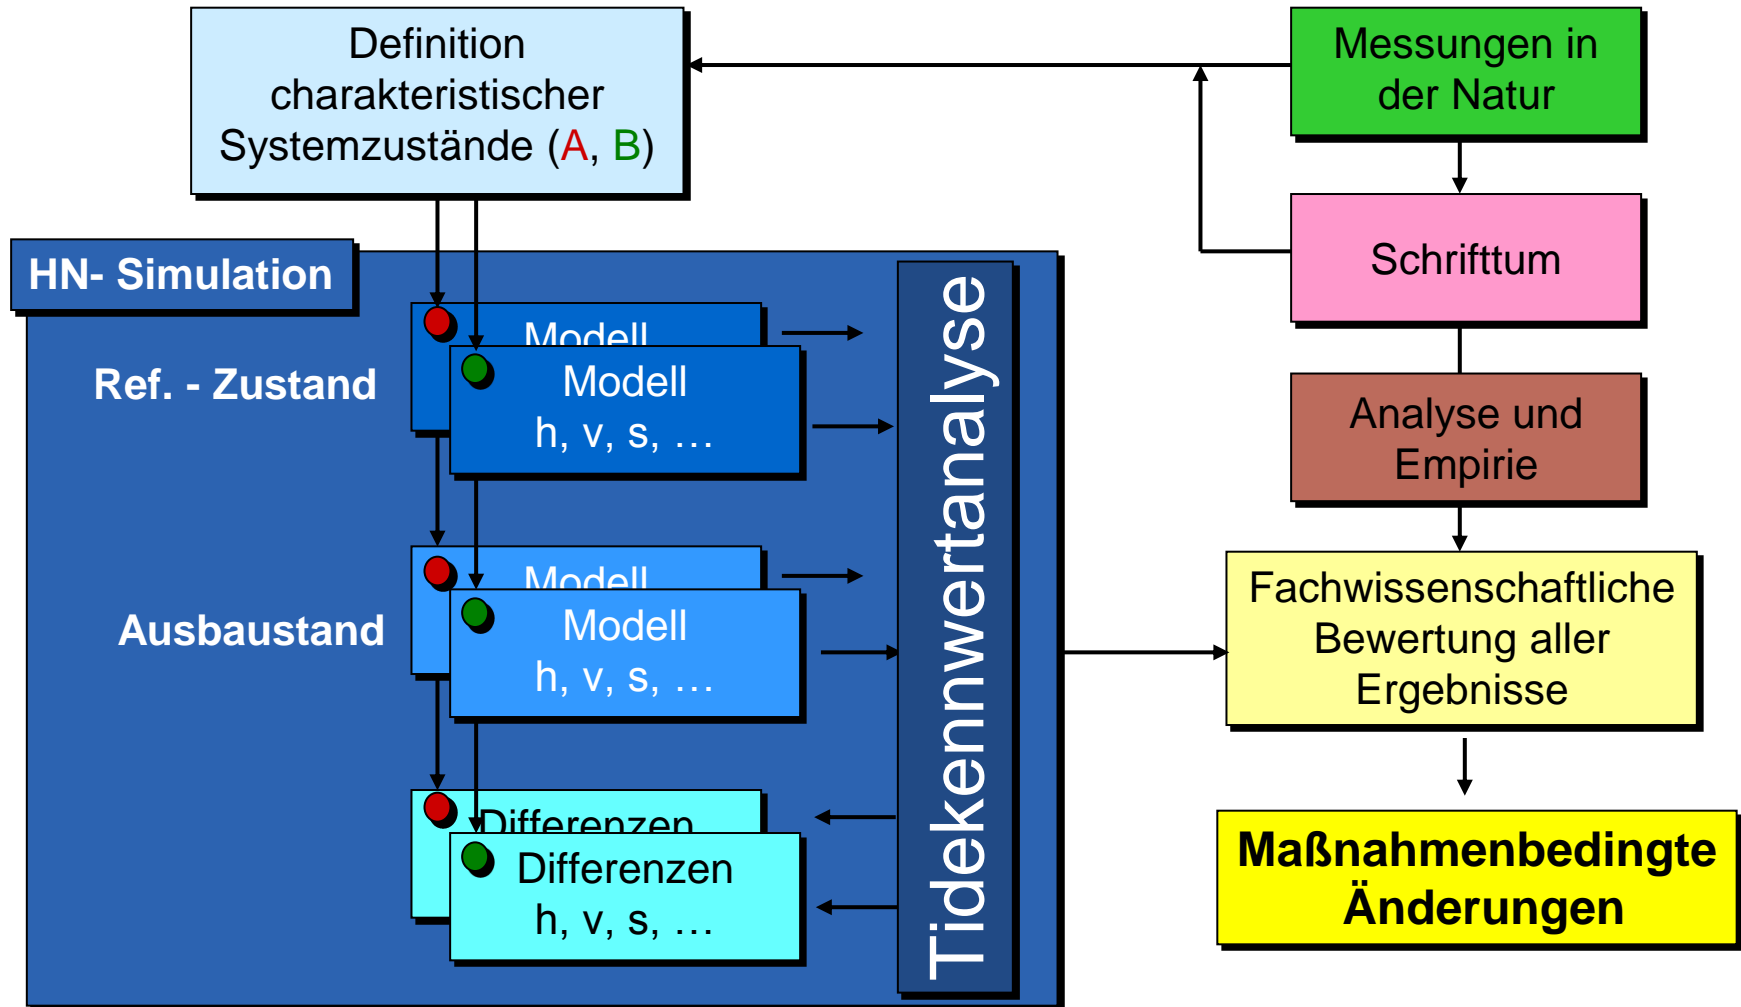 Definition
charakteristischer
Systemzustände (A, B)
Messungen in
der Natur
Schrifttum
HN- Simulation
Ref. - Zustand
Modell
Modell
h, v, s, …
Ausbaustand
Modell
Modell
h, v, s, …
Differenzen
Differenzen
h, v, s, …
Tidekennwertanalyse
Analyse und
Empirie
Fachwissenschaftliche
Bewertung aller
Ergebnisse
Maßnahmenbedingte
Änderungen